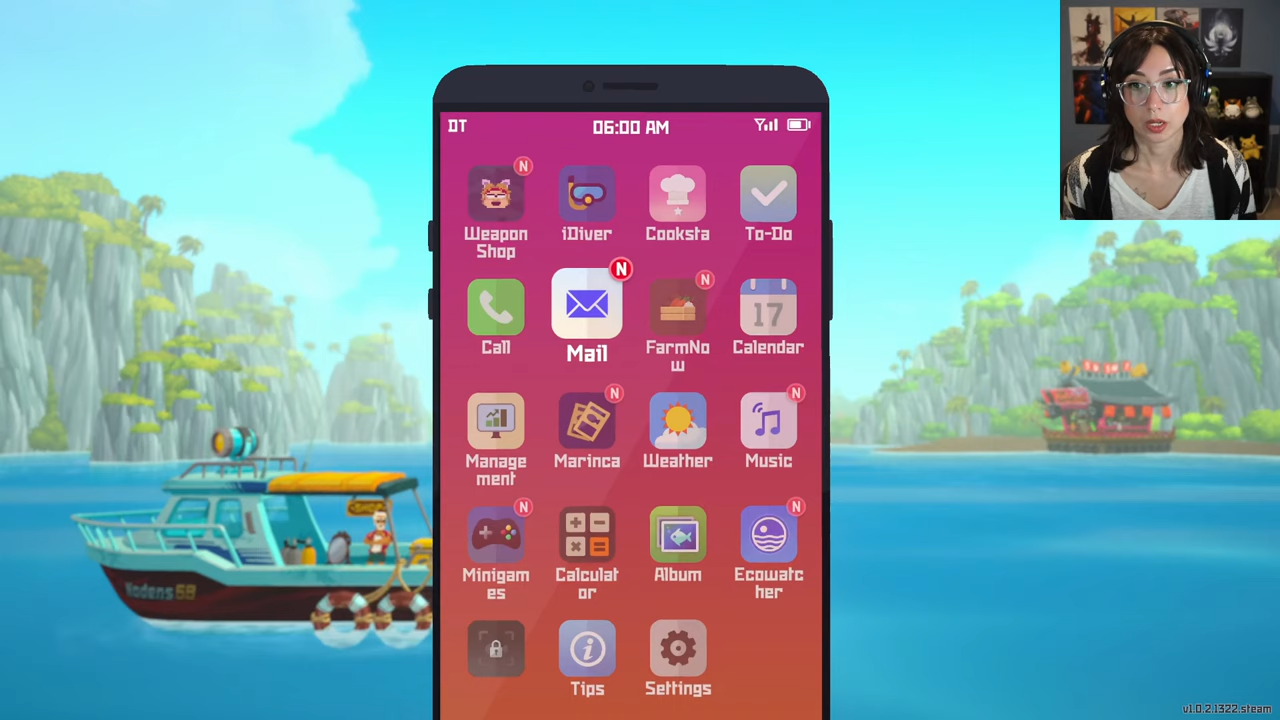 DT
06:00 AM
N
Weapon
Shop
iDiver
Cooksta
To-Do
N
N
17
Call
Mail
FarmNo
w
Calendar
N
N
Manage
ment
Marinca
Weather
Music
N
N
Minigam
es
Calculat
or
Album
Ecowatc
her
Tips
Settings
v1.0.2.1322.steam